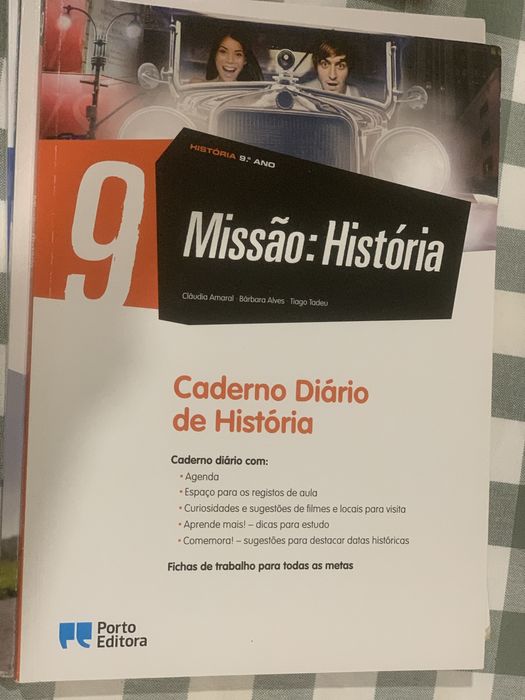 HISTÓRIA 9.º ANO
9
Missão: História
Cláudia Amaral · Bárbara Alves · Tiago Tadeu
Caderno Diário
de História
Caderno diário com:
• Agenda
• Espaço para os registos de aula
• Curiosidades e sugestões de filmes e locais para visita
• Aprende mais! – dicas para estudo
• Comemora! – sugestões para destacar datas históricas
Fichas de trabalho para todas as metas
Porto
Editora